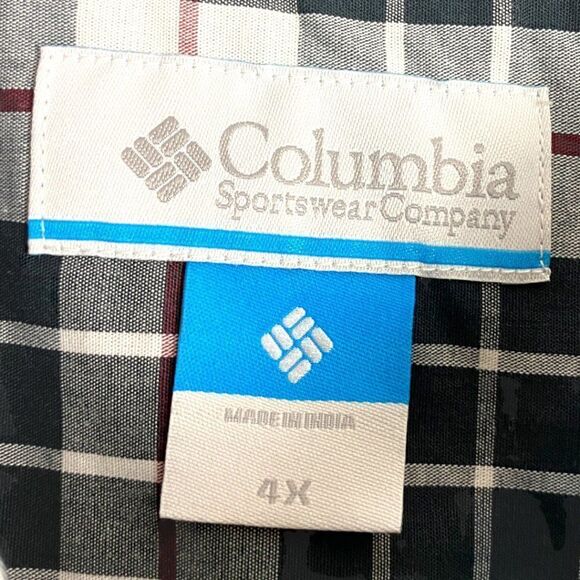 Columbia
Sportswear Company
MADE IN INDIA
4X